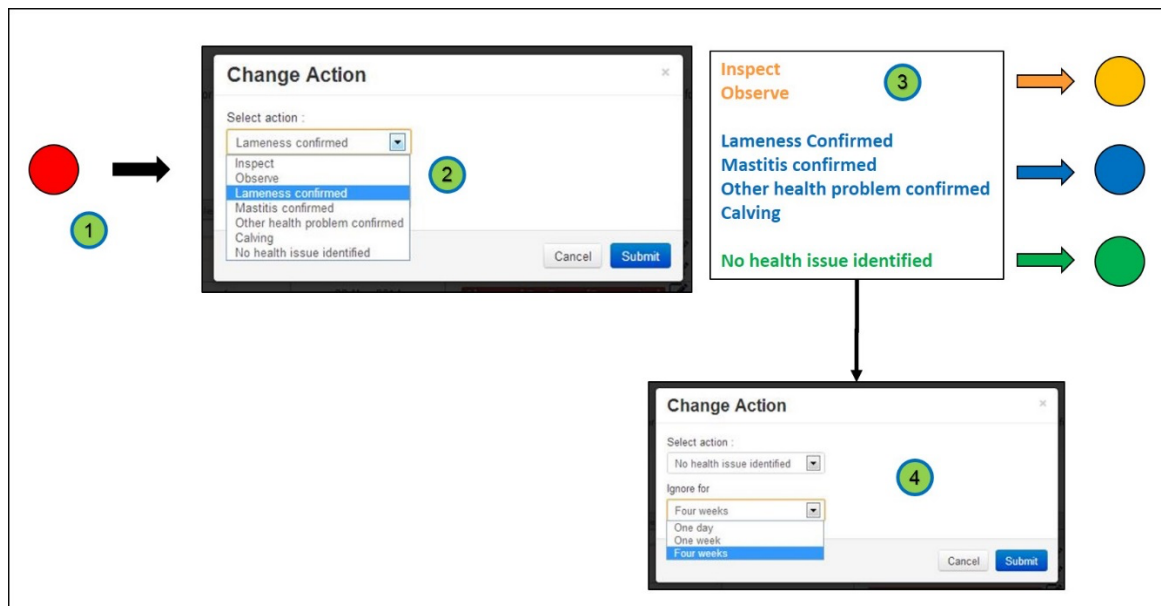 1
Change Action
×
Select action :
Lameness confirmed
Inspect
Observe
Lameness confirmed
Mastitis confirmed
Other health problem confirmed
Calving
No health issue identified
Cancel
Submit
2
Inspect
Observe
3
Lameness Confirmed
Mastitis confirmed
Other health problem confirmed
Calving
No health issue identified
Change Action
×
Select action :
No health issue identified
Ignore for
Four weeks
One day
One week
Four weeks
Cancel
Submit
4